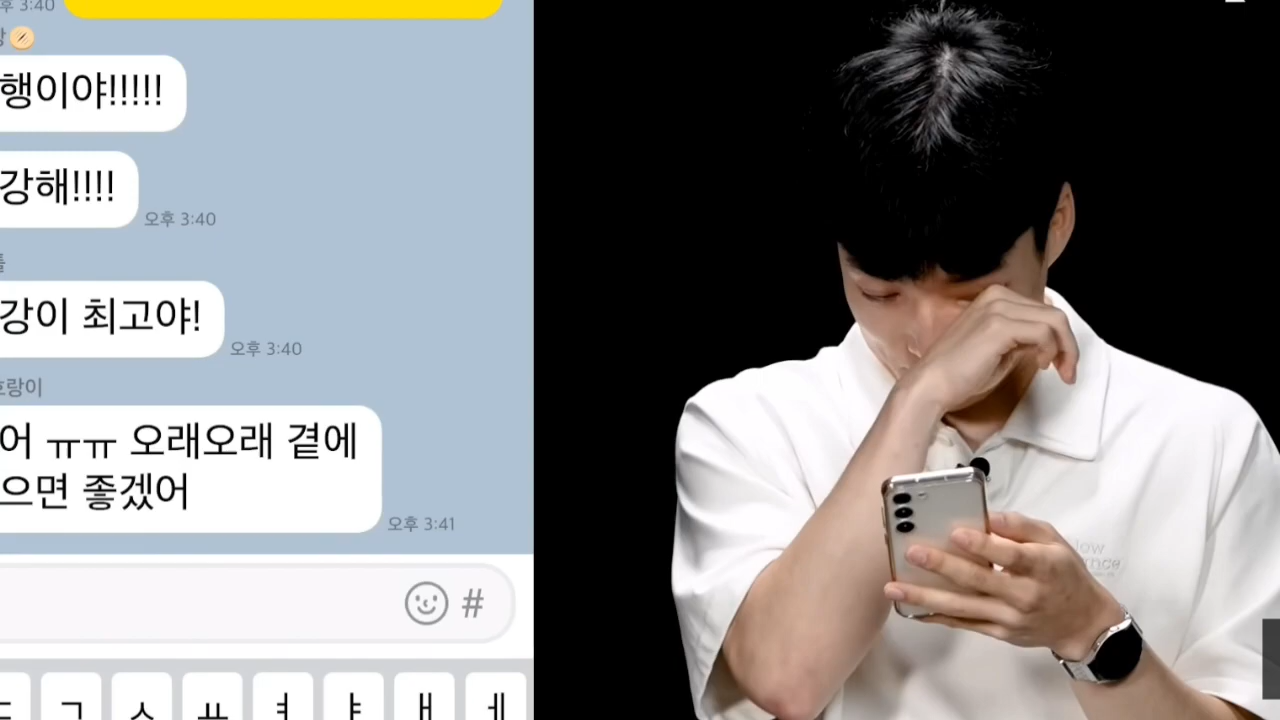 후 3:40
행이야!!!!!
강해!!!!
오후 3:40
강이 최고야!
오후 3:40
호랑이
어 ㅠㅠ 오래오래 곁에
으면 좋겠어
오후 3:41
#
ㄷ ㄱ ㅅ ㅛ ㅕ ㅑ ㅐ ㅔ